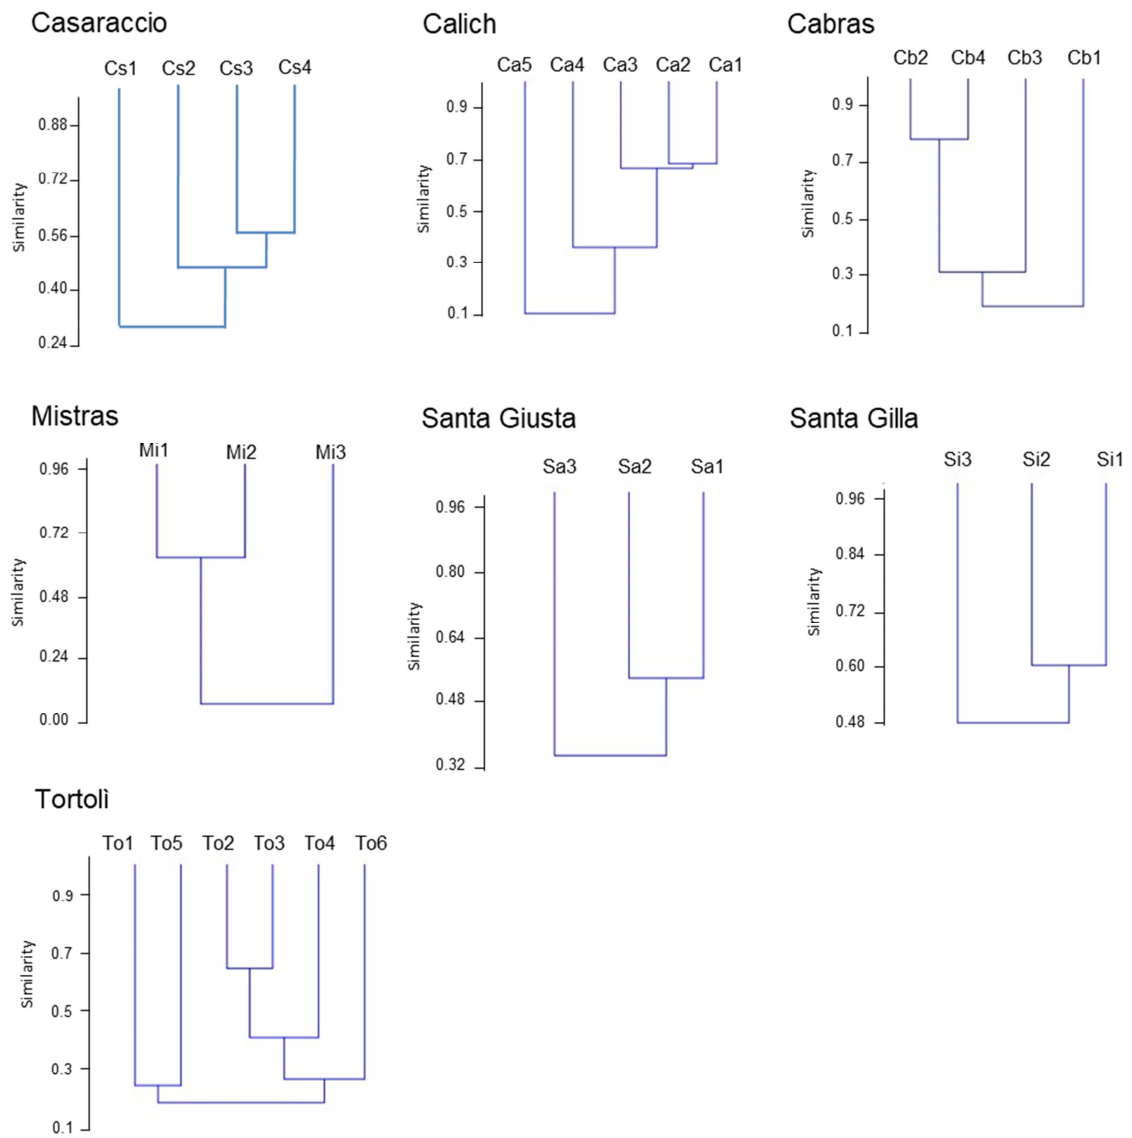 Casaraccio
Cs1 Cs2 Cs3 Cs4
Similarity
0.88
0.72
0.56
0.40
0.24
Calich
Ca5 Ca4 Ca3 Ca2 Ca1
Similarity
0.9
0.7
0.5
0.3
0.1
Cabras
Cb2 Cb4 Cb3 Cb1
Similarity
0.9
0.7
0.5
0.3
0.1
Mistras
Mi1 Mi2 Mi3
Similarity
0.96
0.72
0.48
0.24
0.00
Santa Giusta
Sa3 Sa2 Sa1
Similarity
0.96
0.80
0.64
0.48
0.32
Santa Gilla
Si3 Si2 Si1
Similarity
0.96
0.84
0.72
0.60
0.48
Tortolì
To1 To5 To2 To3 To4 To6
Similarity
0.9
0.7
0.5
0.3
0.1